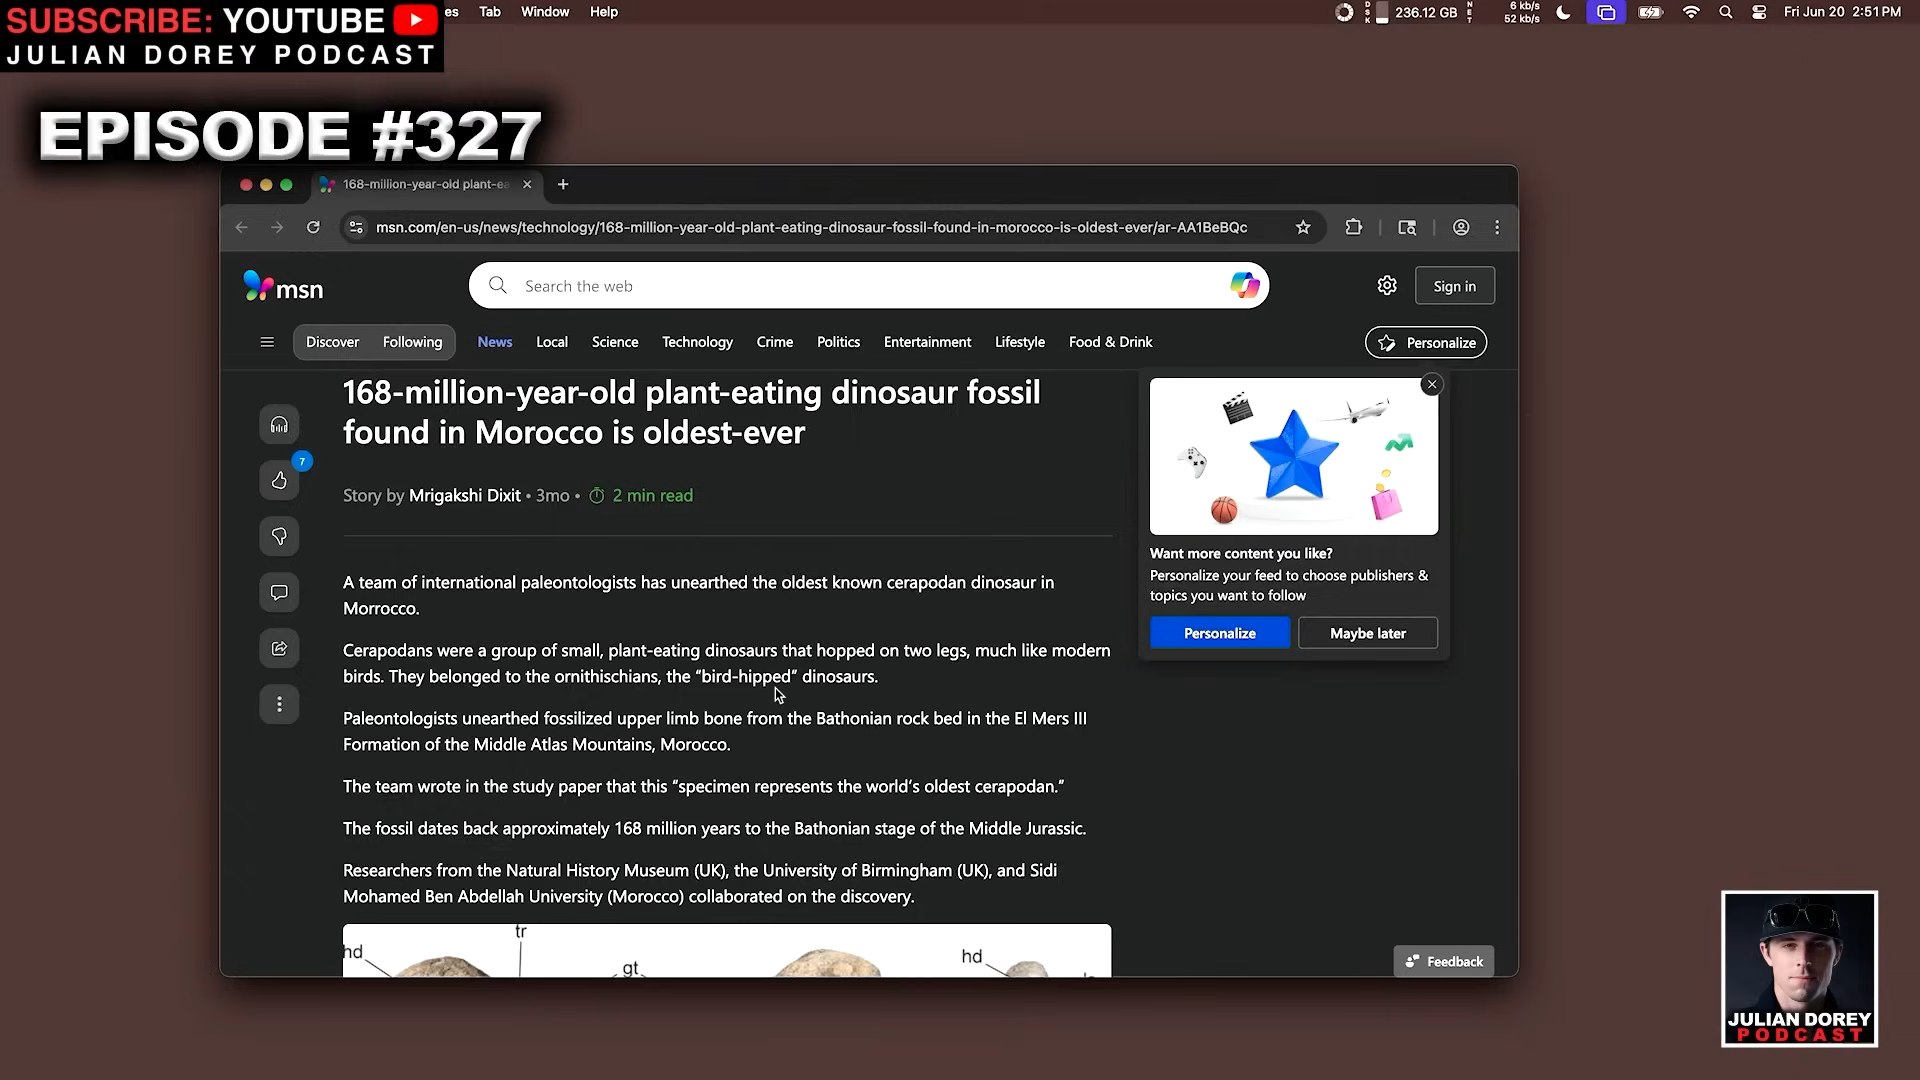 SUBSCRIBE: YOUTUBE
JULIAN DOREY PODCAST
es Tab Window Help
236.12 GB 6 kb/s Fri Jun 20 2:51 PM
52 kb/s
EPISODE #327
168-million-year-old plant-ea
msn.com/en-us/news/technology/168-million-year-old-plant-eating-dinosaur-fossil-found-in-morocco-is-oldest-ever/ar-AA1BeBQc
msn Search the web Sign in
Discover Following News Local Science Technology Crime Politics Entertainment Lifestyle Food & Drink Personalize
168-million-year-old plant-eating dinosaur fossil
found in Morocco is oldest-ever
7
Story by Mrigakshi Dixit • 3mo • 2 min read
A team of international paleontologists has unearthed the oldest known cerapodan dinosaur in
Morrocco.
Cerapodans were a group of small, plant-eating dinosaurs that hopped on two legs, much like modern
birds. They belonged to the ornithischians, the “bird-hipped” dinosaurs.
Paleontologists unearthed fossilized upper limb bone from the Bathonian rock bed in the El Mers III
Formation of the Middle Atlas Mountains, Morocco.
The team wrote in the study paper that this “specimen represents the world’s oldest cerapodan.”
The fossil dates back approximately 168 million years to the Bathonian stage of the Middle Jurassic.
Researchers from the Natural History Museum (UK), the University of Birmingham (UK), and Sidi
Mohamed Ben Abdellah University (Morocco) collaborated on the discovery.
hd tr gt hd
Want more content you like?
Personalize your feed to choose publishers &
topics you want to follow
Personalize Maybe later
Feedback
JULIAN DOREY
PODCAST